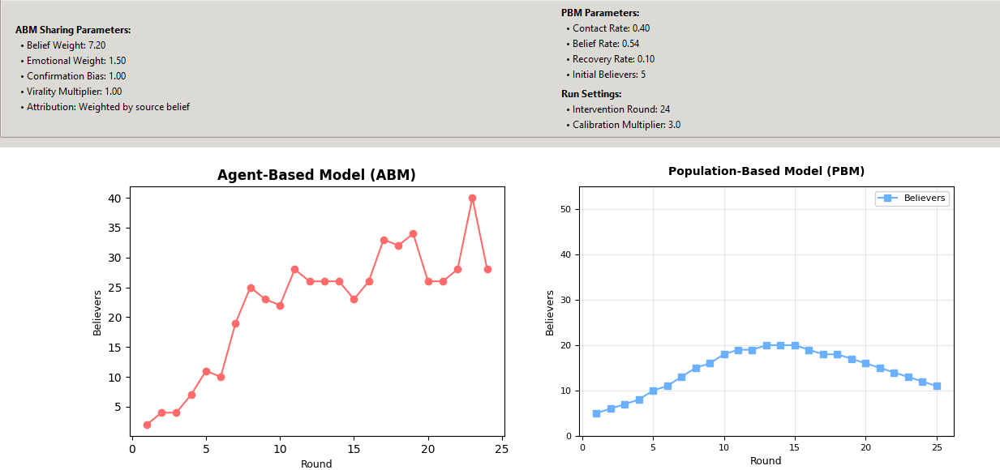 ABM Sharing Parameters:
• Belief Weight: 7.20
• Emotional Weight: 1.50
• Confirmation Bias: 1.00
• Virality Multiplier: 1.00
• Attribution: Weighted by source belief
PBM Parameters:
• Contact Rate: 0.40
• Belief Rate: 0.54
• Recovery Rate: 0.10
• Initial Believers: 5
Run Settings:
• Intervention Round: 24
• Calibration Multiplier: 3.0
Agent-Based Model (ABM)
Believers
40
35
30
25
20
15
10
5
0 5 10 15 20 25
Round
Population-Based Model (PBM)
Believers
Believers
50
40
30
20
10
0
0 5 10 15 20 25
Round